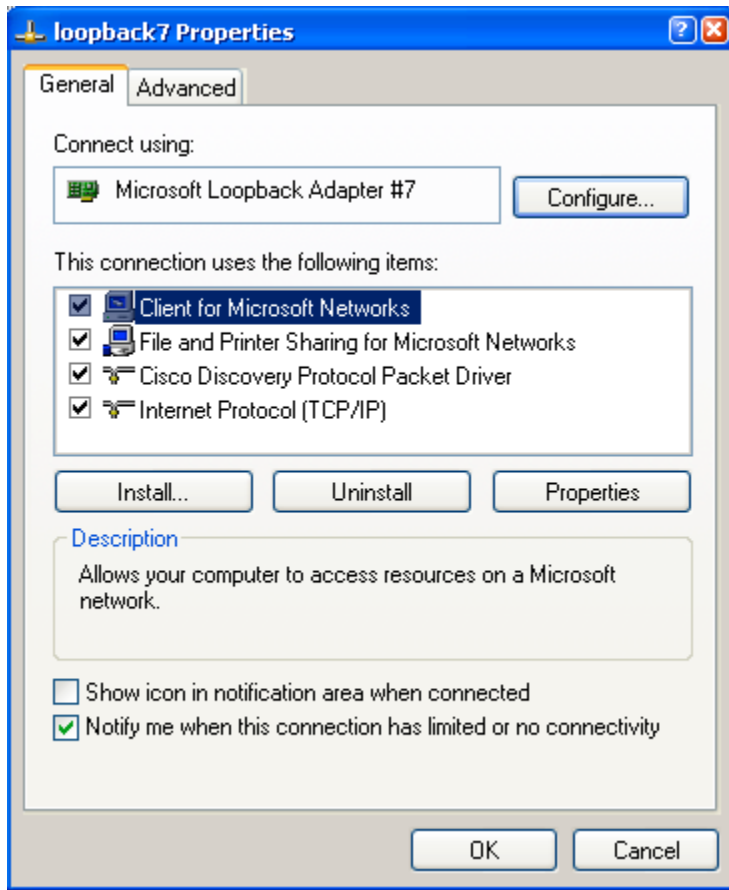 loopback7 Properties
General
Advanced
Connect using:
Microsoft Loopback Adapter #7
Configure...
This connection uses the following items:
Client for Microsoft Networks
File and Printer Sharing for Microsoft Networks
Cisco Discovery Protocol Packet Driver
Internet Protocol (TCP/IP)
Install...
Uninstall
Properties
Description
Allows your computer to access resources on a Microsoft
network.
Show icon in notification area when connected
Notify me when this connection has limited or no connectivity
OK
Cancel